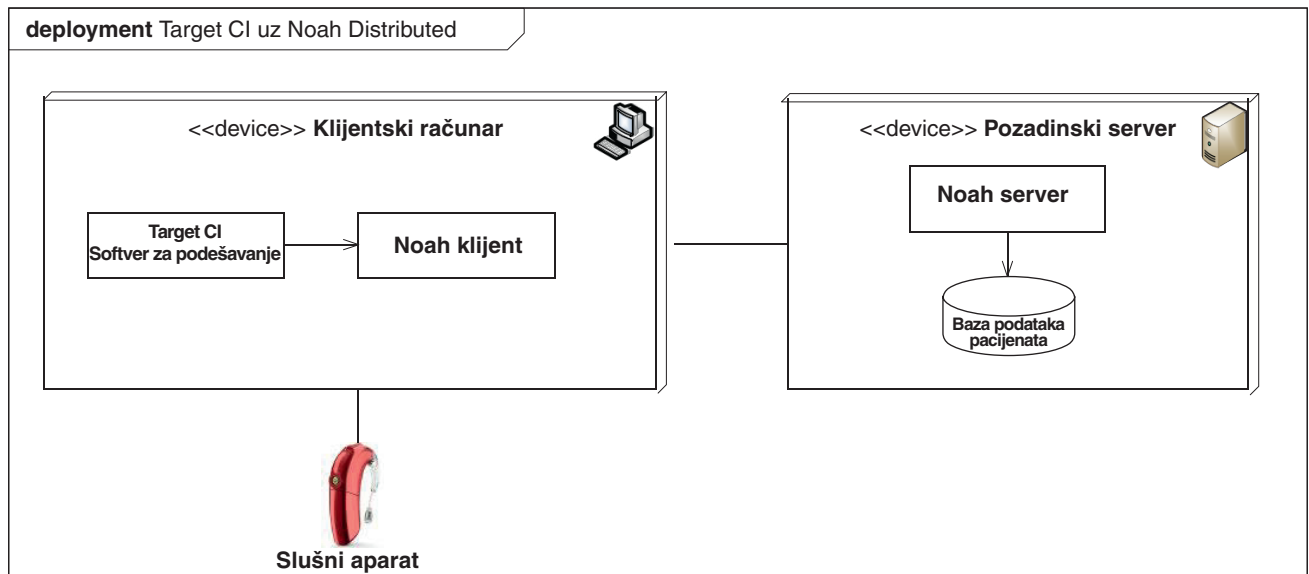 deployment Target CI uz Noah Distributed
<<device>> Klijentski računar
Target CI
Softver za podešavanje
Noah klijent
<<device>> Pozadinski server
Noah server
Baza podataka
pacijenata
Slušni aparat